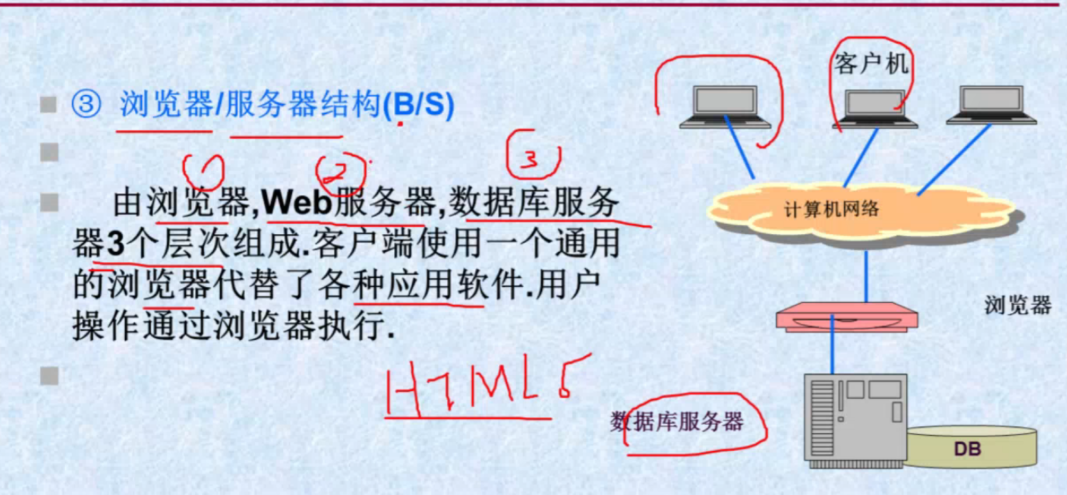 ③ 浏览器/服务器结构(B/S)
① ② ③
由浏览器,Web服务器,数据库服务
器3个层次组成.客户端使用一个通用
的浏览器代替了各种应用软件.用户
操作通过浏览器执行.
HTML5
客户机
计算机网络
浏览器
数据库服务器
DB